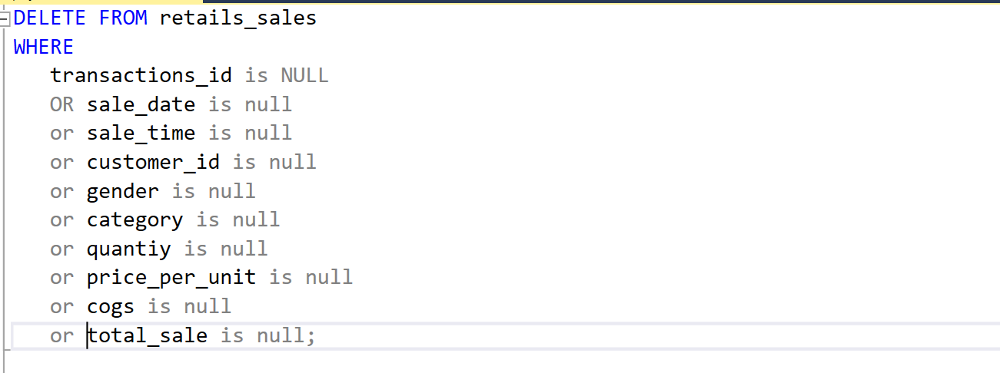 DELETE FROM retails_sales
WHERE
transactions_id is NULL
OR sale_date is null
or sale_time is null
or customer_id is null
or gender is null
or category is null
or quantiy is null
or price_per_unit is null
or cogs is null
or total_sale is null;